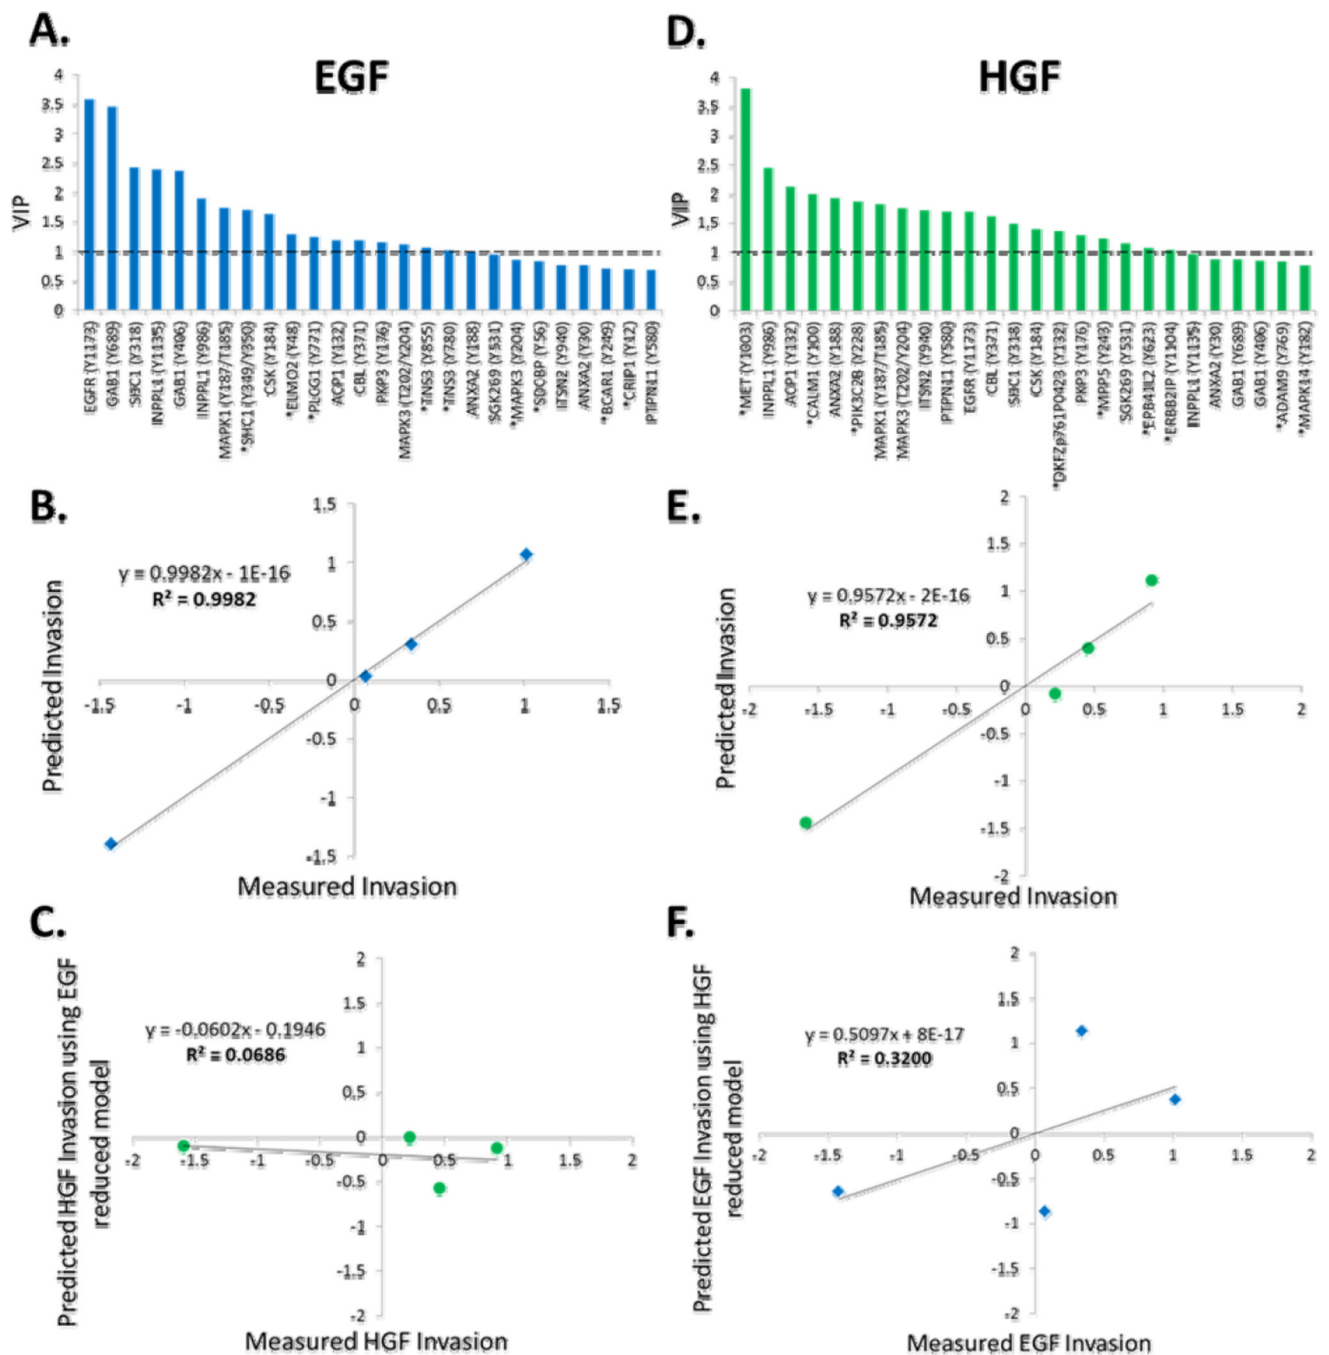 A.
EGF
VIP
4
3.5
3
2.5
2
1.5
1
0.5
0
EGFR (Y1173)
GAB1 (Y689)
SHC1 (Y318)
INPPL1 (Y1135)
GAB1 (Y406)
INPPL1 (Y986)
MAPK1 (Y187/T185)
*SHC1 (Y349/Y350)
CSK (Y184)
*ELMO2 (Y48)
*PLCG1 (Y771)
ACP1 (Y132)
CBL (Y371)
PKP3 (Y176)
MAPK3 (T202/Y204)
*TNS3 (Y855)
*TNS3 (Y780)
ANXA2 (Y188)
SGK269 (Y531)
*MAPK3 (Y204)
*SOCBP (Y56)
ITSN2 (Y940)
ANXA2 (Y30)
*BCAR1 (Y249)
*CRIP1 (Y12)
PTPN11 (Y580)
D.
HGF
VIP
4
3.5
3
2.5
2
1.5
1
0.5
0
*MET (Y1003)
INPPL1 (Y986)
ACP1 (Y132)
*CALM1 (Y100)
ANXA2 (Y188)
*PIK3C2B (Y228)
MAPK1 (Y187/T185)
MAPK3 (T202/Y204)
ITSN2 (Y940)
PTPN11 (Y580)
EGFR (Y1173)
CBL (Y371)
SHC1 (Y318)
CSK (Y184)
*DKFZp761P0423 (Y132)
PKP3 (Y176)
*MPP5 (Y243)
SGK269 (Y531)
*EPB41L2 (Y623)
*ERBB2IP (Y1104)
INPPL1 (Y1135)
ANXA2 (Y30)
GAB1 (Y689)
GAB1 (Y406)
*ADAM9 (Y769)
*MAPK14 (Y182)
B.
Predicted Invasion
y = 0.9982x - 1E-16
R² = 0.9982
1.5
1
0.5
0
-0.5
-1
-1.5
-1.5
-1
-0.5
0
0.5
1
1.5
Measured Invasion
E.
Predicted Invasion
y = 0.9572x - 2E-16
R² = 0.9572
2
1.5
1
0.5
0
-0.5
-1
-1.5
-2
-2
-1.5
-1
-0.5
0
0.5
1
1.5
2
Measured Invasion
C.
Predicted HGF Invasion using EGF
reduced model
y = -0.0602x - 0.1946
R² = 0.0686
2
1.5
1
0.5
0
-0.5
-1
-1.5
-2
-2
-1.5
-1
-0.5
0
0.5
1
1.5
2
Measured HGF Invasion
F.
Predicted EGF Invasion using HGF
reduced model
y = 0.5097x + 8E-17
R² = 0.3200
2
1.5
1
0.5
0
-0.5
-1
-1.5
-2
-2
-1.5
-1
-0.5
0
0.5
1
1.5
2
Measured EGF Invasion